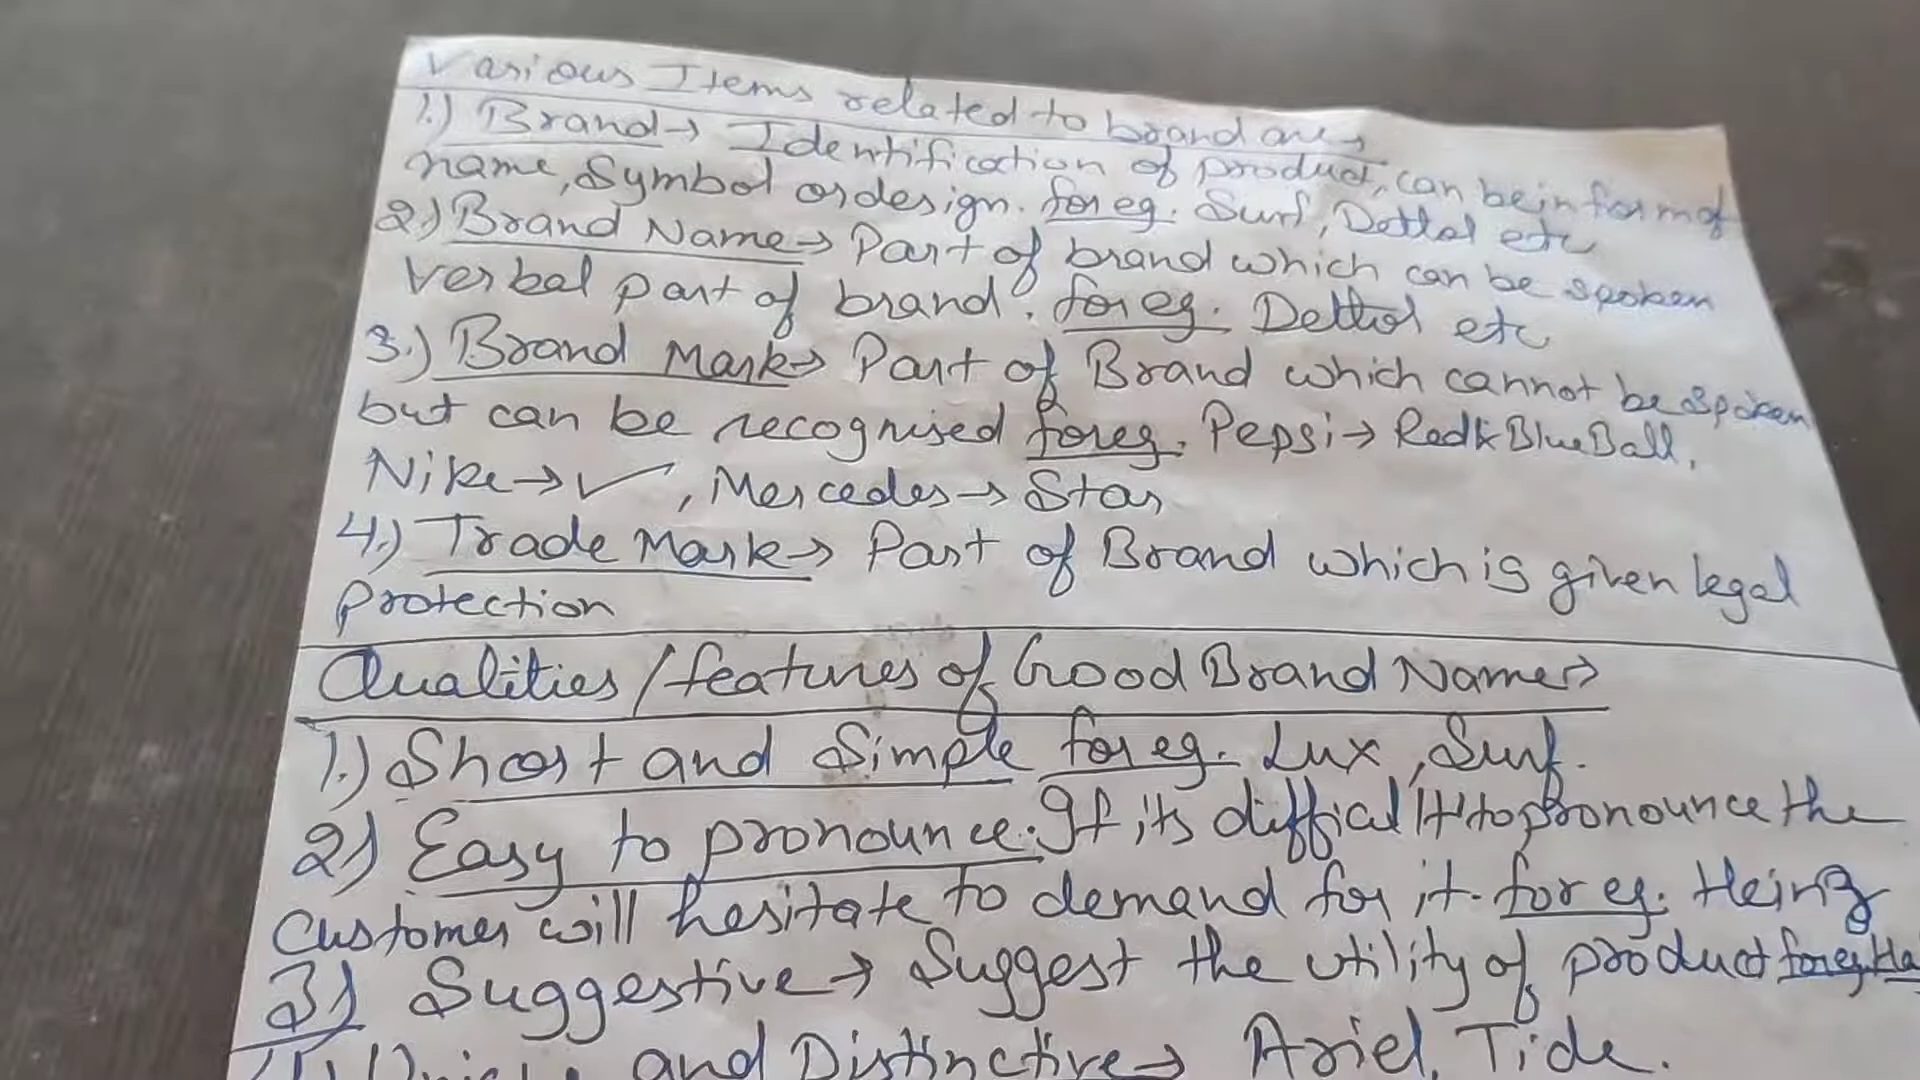 Various Items related to brand are →
1.) Brand → Identification of product, can be in form of
name, Symbol or design. for eg. Surf, Dettol etc
2.) Brand Name → Part of brand which can be spoken
Verbal part of brand. for eg. Dettol etc
3.) Brand Mark → Part of Brand which cannot be spoken
but can be recognised for eg. Pepsi → Red & Blue Ball,
Nike → ✓, Mercedes → Star
4.) Trade Mark → Part of Brand which is given legal
Protection
Qualities / features of Good Brand Name →
1.) Short and Simple for eg. Lux, Surf.
2) Easy to pronounce. If its difficult to pronounce the
Customer will hesitate to demand for it. for eg. Heinz
3) Suggestive → Suggest the utility of product for eg. Ha
and Distinctive → Ariel, Tide.